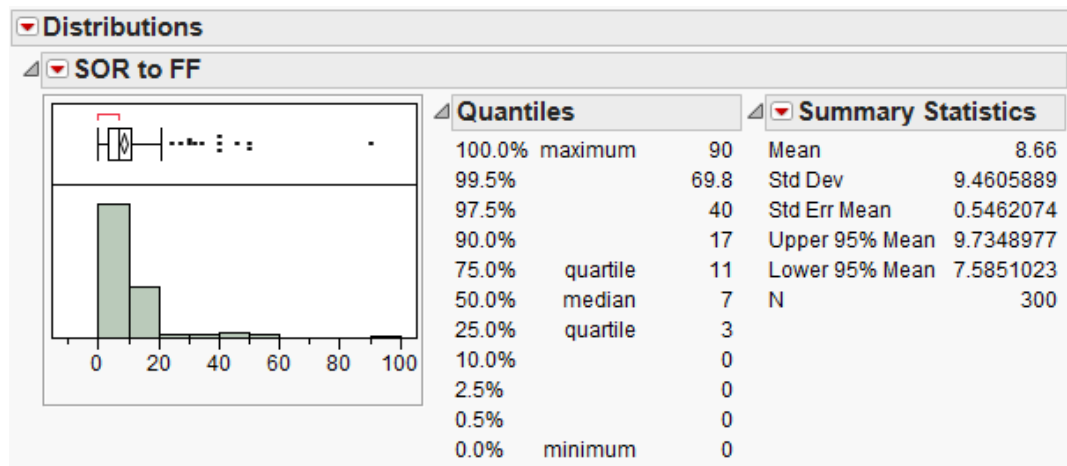 Distributions
SOR to FF
0 20 40 60 80 100
Quantiles
100.0% maximum 90
99.5% 69.8
97.5% 40
90.0% 17
75.0% quartile 11
50.0% median 7
25.0% quartile 3
10.0% 0
2.5% 0
0.5% 0
0.0% minimum 0
Summary Statistics
Mean 8.66
Std Dev 9.4605889
Std Err Mean 0.5462074
Upper 95% Mean 9.7348977
Lower 95% Mean 7.5851023
N 300